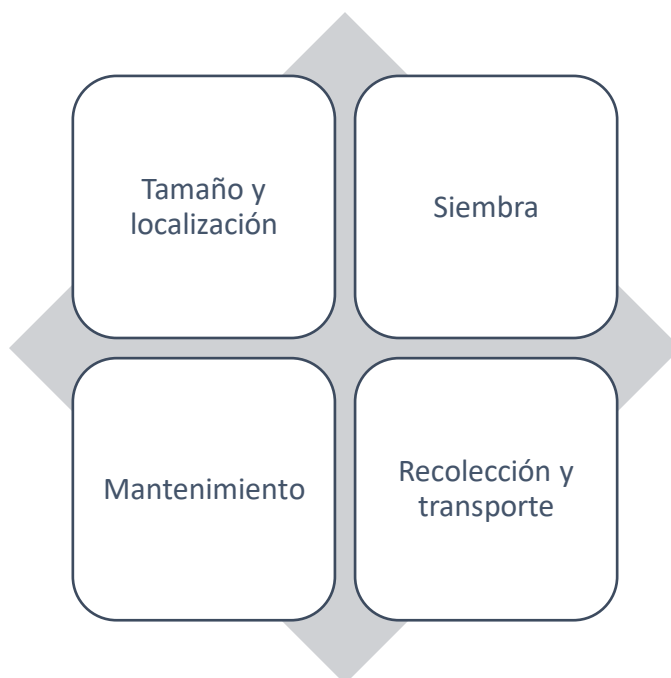 Tamaño y
localización
Siembra
Mantenimiento
Recolección y
transporte